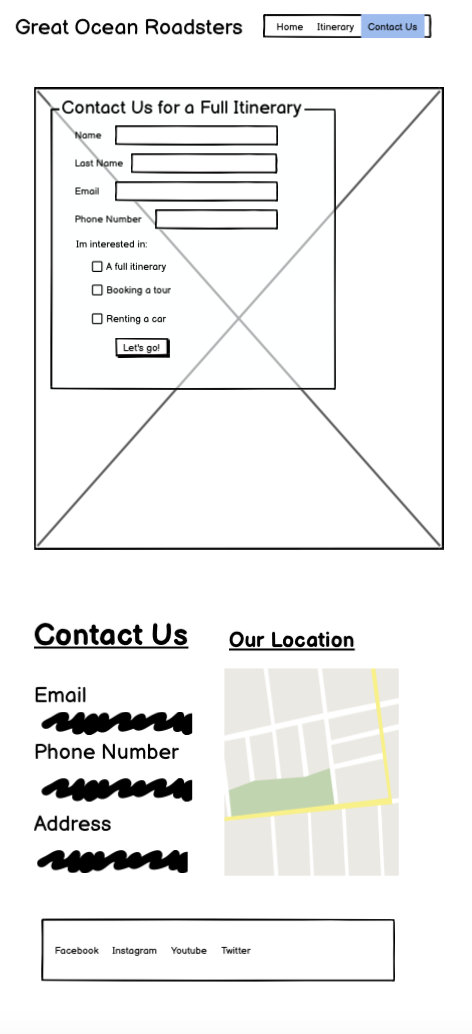 Great Ocean Roadsters
Home Itinerary Contact Us
Contact Us for a Full Itinerary
Name
Last Name
Email
Phone Number
Im interested in:
A full itinerary
Booking a tour
Renting a car
Let's go!
Contact Us
Our Location
Email
Phone Number
Address
Facebook Instagram Youtube Twitter